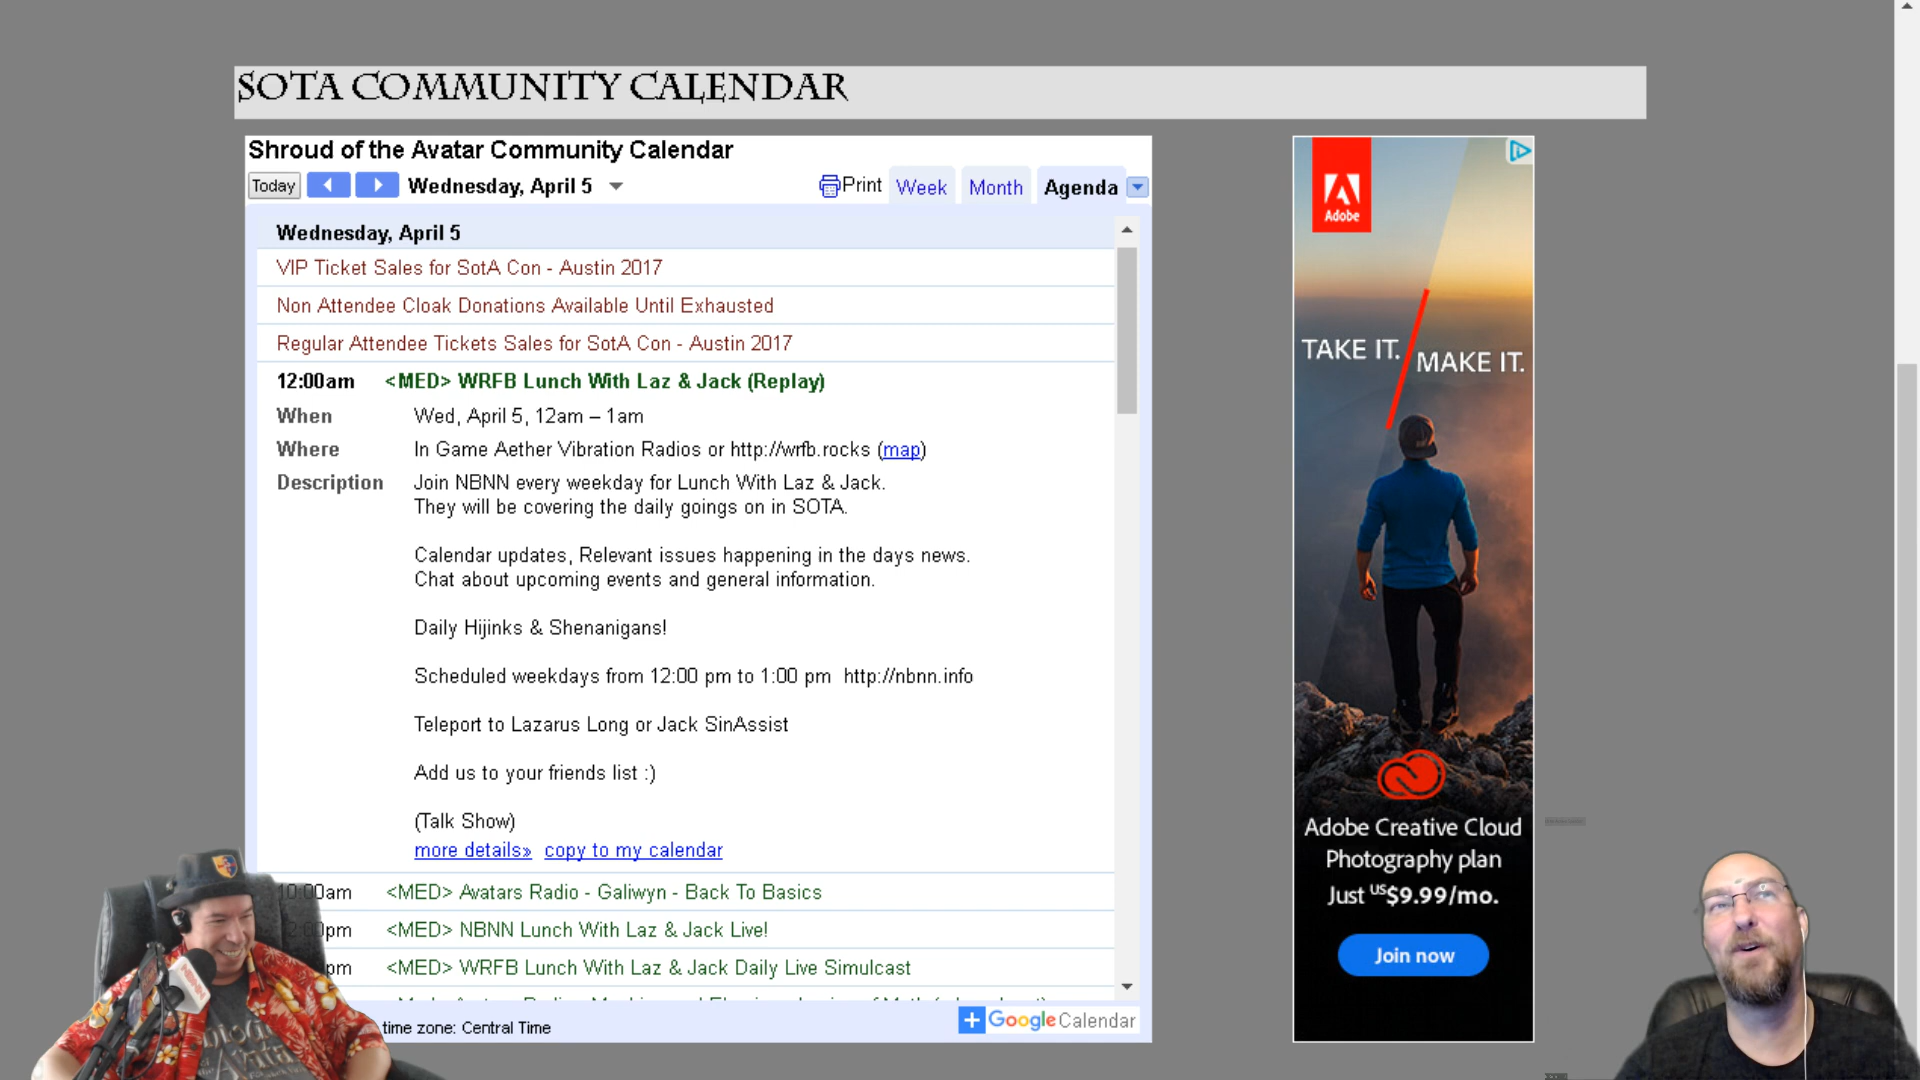 SOTA COMMUNITY CALENDAR
Shroud of the Avatar Community Calendar
Today
Wednesday, April 5
Print
Week
Month
Agenda
Wednesday, April 5
VIP Ticket Sales for SotA Con - Austin 2017
Non Attendee Cloak Donations Available Until Exhausted
Regular Attendee Tickets Sales for SotA Con - Austin 2017
12:00am <MED> WRFB Lunch With Laz & Jack (Replay)
When Wed, April 5, 12am – 1am
Where In Game Aether Vibration Radios or http://wrfb.rocks (map)
Description Join NBNN every weekday for Lunch With Laz & Jack.
They will be covering the daily goings on in SOTA.
Calendar updates, Relevant issues happening in the days news.
Chat about upcoming events and general information.
Daily Hijinks & Shenanigans!
Scheduled weekdays from 12:00 pm to 1:00 pm http://nbnn.info
Teleport to Lazarus Long or Jack SinAssist
Add us to your friends list :)
(Talk Show)
more details» copy to my calendar
10:00am <MED> Avatars Radio - Galiwyn - Back To Basics
pm <MED> NBNN Lunch With Laz & Jack Live!
pm <MED> WRFB Lunch With Laz & Jack Daily Live Simulcast
time zone: Central Time
Google Calendar
Adobe
TAKE IT.
MAKE IT.
Adobe Creative Cloud
Photography plan
Just US$9.99/mo.
Join now